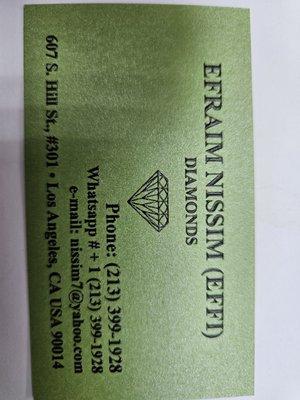 EFRAIM NISSIM (EFFI)
DIAMONDS
Phone: (213) 399-1928
Whatsapp # + 1 (213) 399-1928
e-mail: nissim7@yahoo.com
607 S. Hill St., #301 • Los Angeles, CA USA 90014